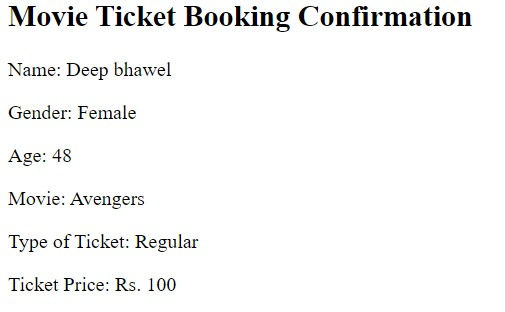 Movie Ticket Booking Confirmation
Name: Deep bhawel
Gender: Female
Age: 48
Movie: Avengers
Type of Ticket: Regular
Ticket Price: Rs. 100